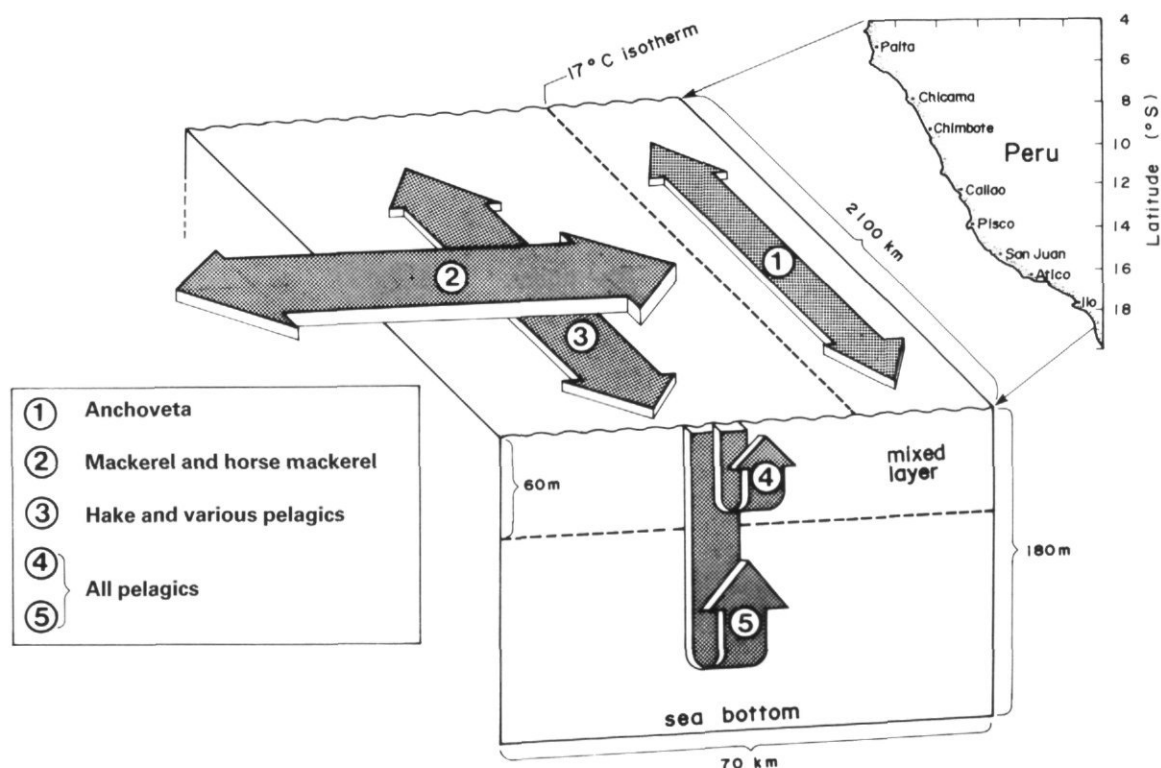 17°C isotherm
4
6
8
10
12
14
16
18
Latitude (°S)
Paita
Chicama
Chimbote
Peru
Callao
Pisco
San Juan
Atico
Ilo
2100 km
1
2
3
1 Anchoveta
2 Mackerel and horse mackerel
3 Hake and various pelagics
4
All pelagics
5
60m
4
mixed
layer
5
180m
sea bottom
70 km